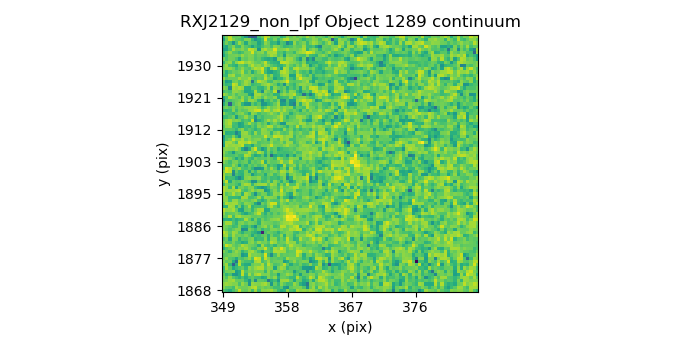 RXJ2129_non_lpf Object 1289 continuum
1930
1921
1912
1903
1895
1886
1877
1868
y (pix)
349 358 367 376
x (pix)